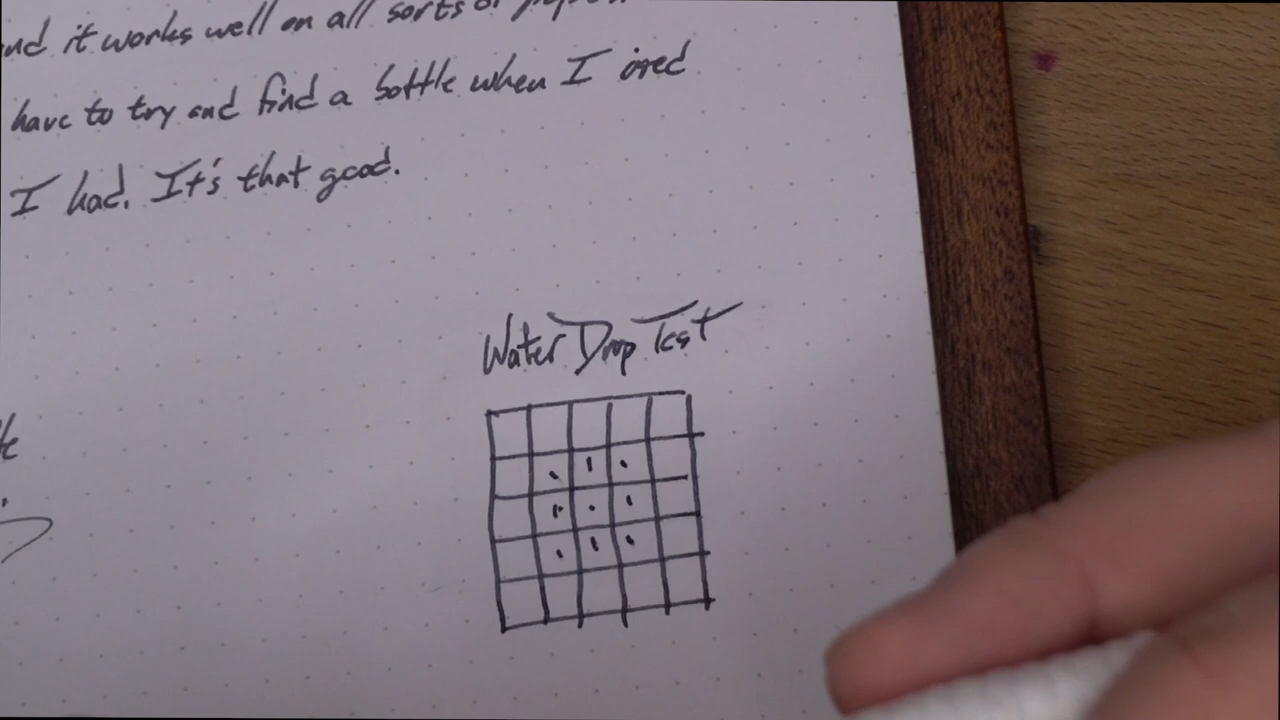 and it works well on all sorts of
have to try and find a bottle when I
I had. It's that good.
Water Drop Test